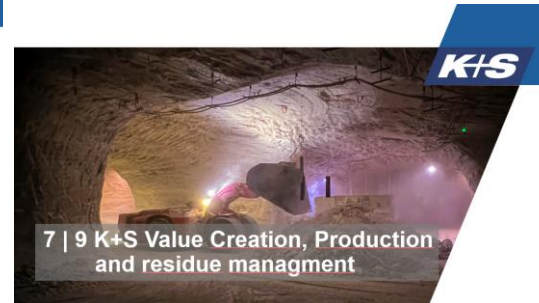 K+S
7 | 9 K+S Value Creation, Production
and residue managment